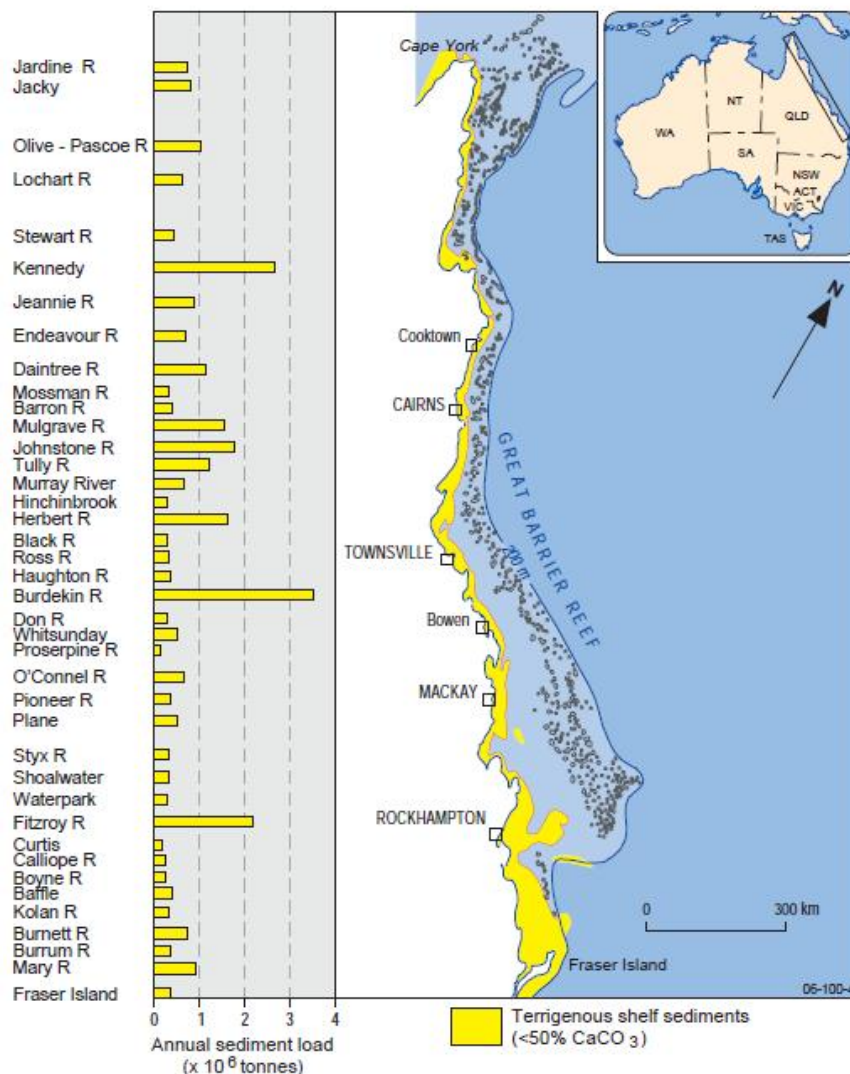 Jardine R
Jacky
Olive - Pascoe R
Lochart R
Stewart R
Kennedy
Jeannie R
Endeavour R
Daintree R
Mossman R
Barron R
Mulgrave R
Johnstone R
Tully R
Murray River
Hinchinbrook
Herbert R
Black R
Ross R
Haughton R
Burdekin R
Don R
Whitsunday
Proserpine R
O'Connel R
Pioneer R
Plane
Styx R
Shoalwater
Waterpark
Fitzroy R
Curtis
Calliope R
Boyne R
Baffle
Kolan R
Burnett R
Burrum R
Mary R
Fraser Island
0 1 2 3 4
Annual sediment load
(x 10⁶ tonnes)
Cape York
Cooktown
CAIRNS
TOWNSVILLE
Bowen
MACKAY
ROCKHAMPTON
GREAT BARRIER REEF
200m
Fraser Island
WA
NT
QLD
SA
NSW
ACT
VIC
TAS
N
0 300 km
06-100-4
Terrigenous shelf sediments
(<50% CaCO₃)